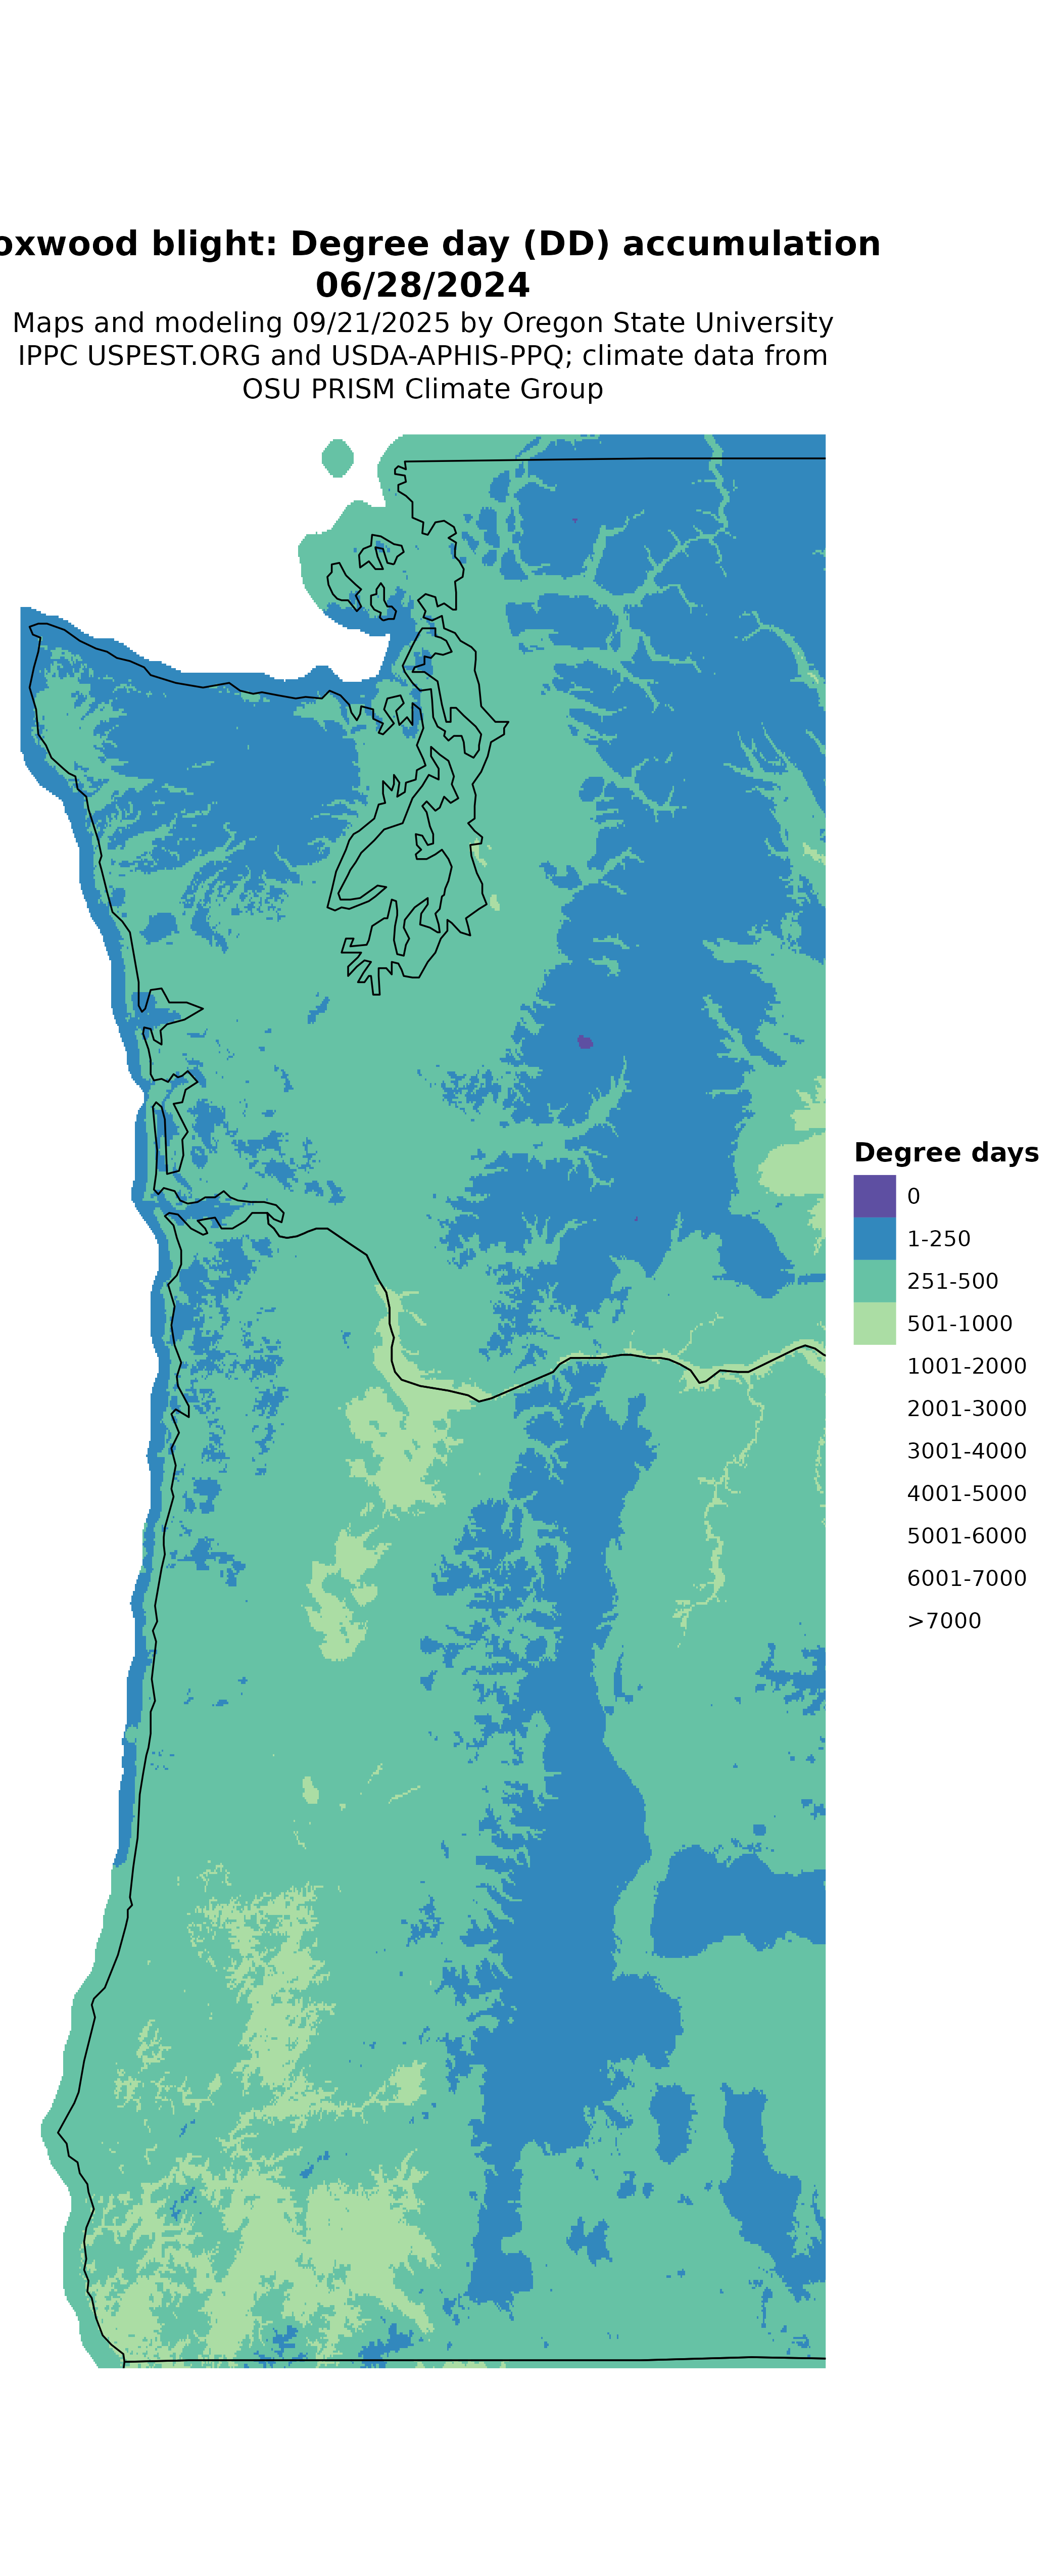 oxwood blight: Degree day (DD) accumulation
06/28/2024
Maps and modeling 09/21/2025 by Oregon State University
IPPC USPEST.ORG and USDA-APHIS-PPQ; climate data from
OSU PRISM Climate Group
Degree days
0
1-250
251-500
501-1000
1001-2000
2001-3000
3001-4000
4001-5000
5001-6000
6001-7000
>7000